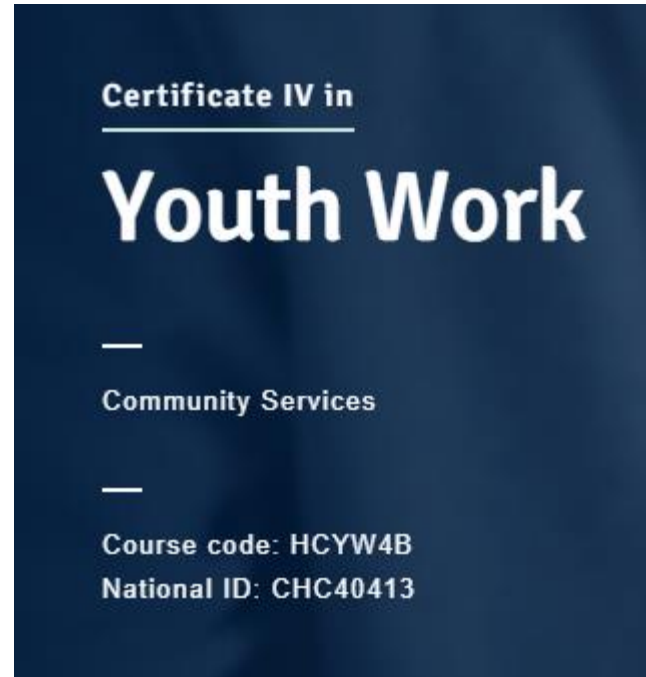 Certificate IV in
Youth Work
Community Services
Course code: HCYW4B
National ID: CHC40413